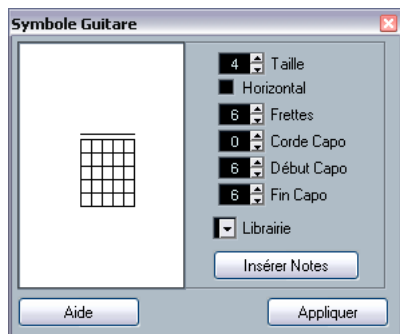 Symbole Guitare
4 Taille
Horizontal
6 Frettes
0 Corde Capo
6 Début Capo
6 Fin Capo
Librairie
Insérer Notes
Aide
Appliquer